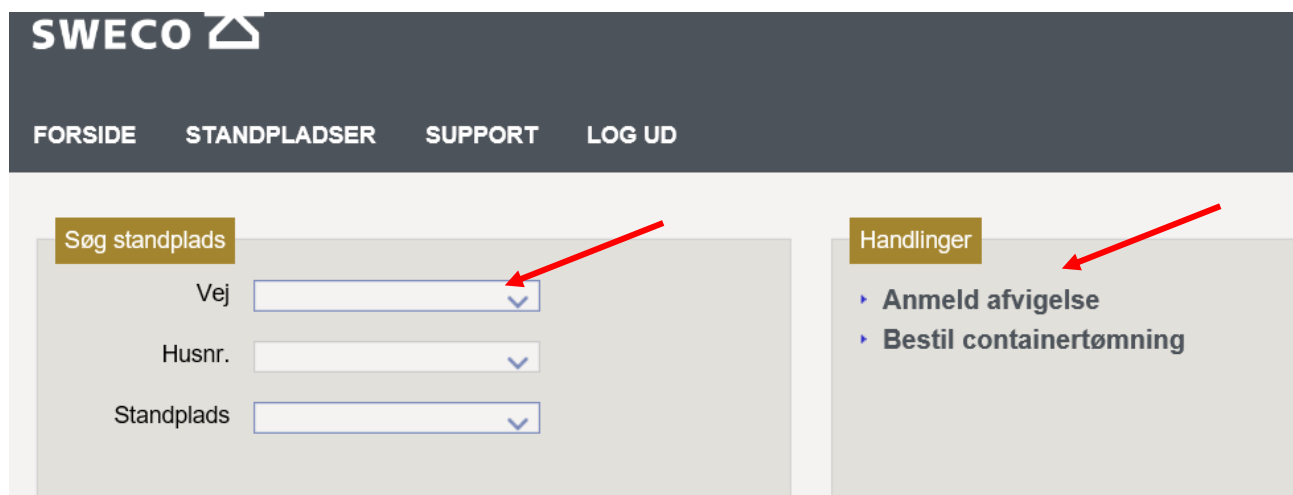 SWECO
FORSIDE STANDPLADSER SUPPORT LOG UD
Søg standplads
Vej
Husnr.
Standplads
Handlinger
Anmeld afvigelse
Bestil containertømning